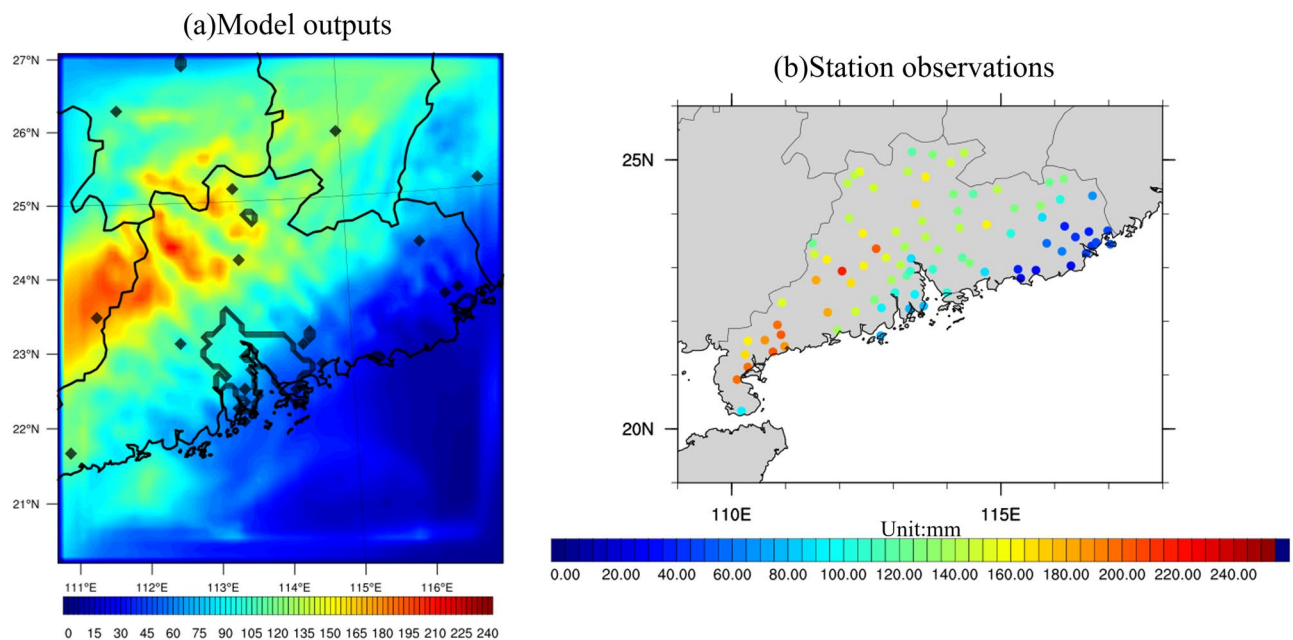 (a)Model outputs
(b)Station observations
27°N
26°N
25°N
24°N
23°N
22°N
21°N
111°E 112°E 113°E 114°E 115°E 116°E
0 15 30 45 60 75 90 105 120 135 150 165 180 195 210 225 240
25N
20N
110E 115E
Unit:mm
0.00 20.00 40.00 60.00 80.00 100.00 120.00 140.00 160.00 180.00 200.00 220.00 240.00